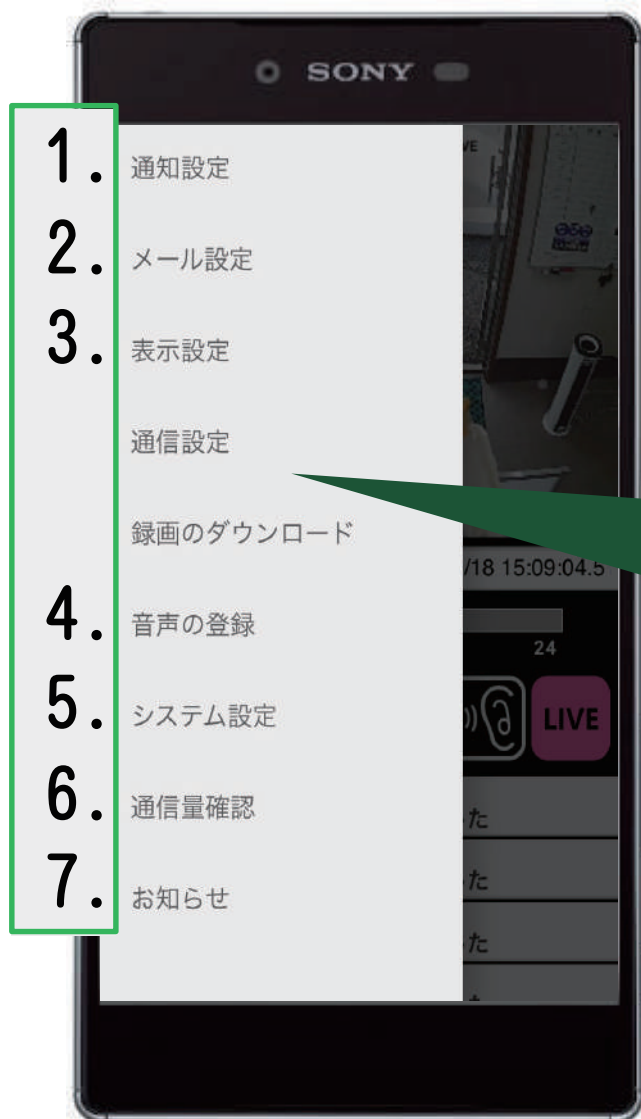 SONY
1. 通知設定
2. メール設定
3. 表示設定
通信設定
録画のダウンロード
4. 音声の登録
5. システム設定
6. 通信量確認
7. お知らせ
VE
/18 15:09:04.5
24
LIVE
た
た
た